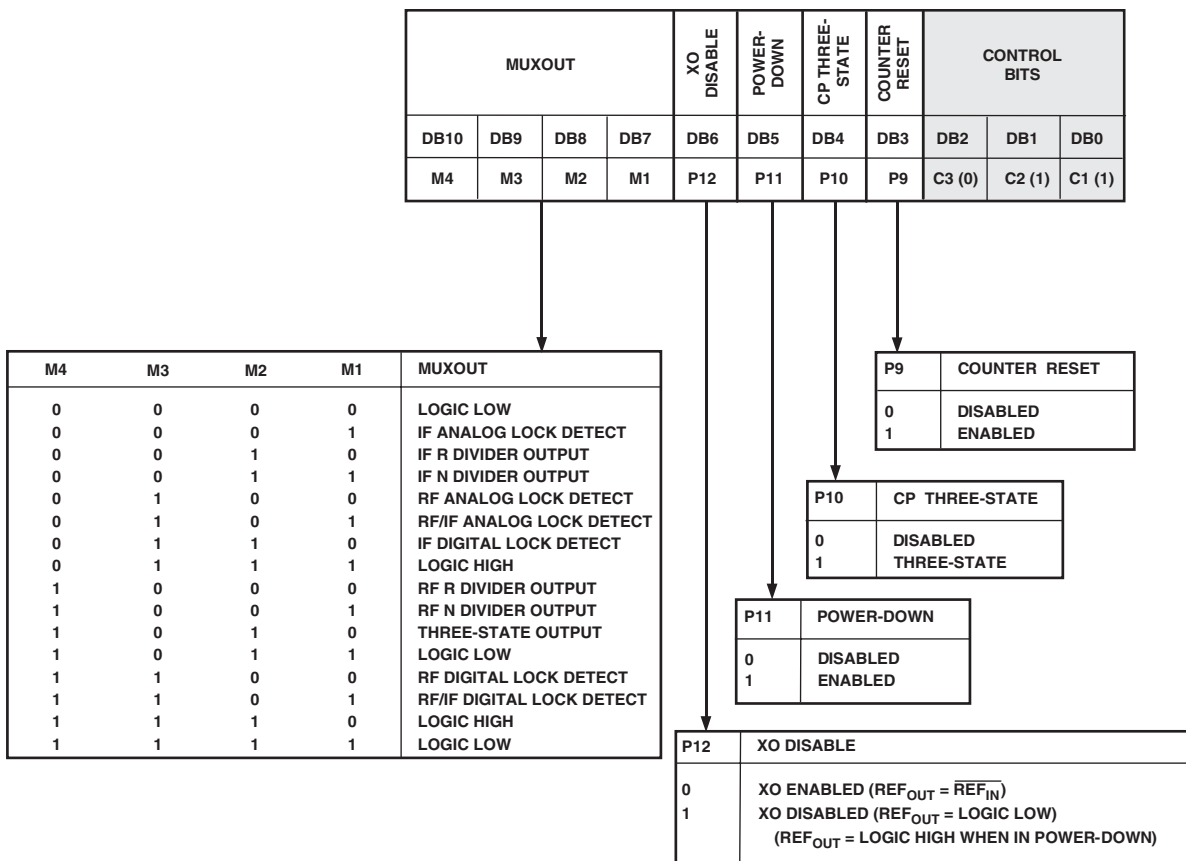 MUXOUT
XO
DISABLE
POWER-
DOWN
CP THREE-
STATE
COUNTER
RESET
CONTROL
BITS
DB10 DB9 DB8 DB7 DB6 DB5 DB4 DB3 DB2 DB1 DB0
M4 M3 M2 M1 P12 P11 P10 P9 C3 (0) C2 (1) C1 (1)
M4 M3 M2 M1 MUXOUT
0 0 0 0 LOGIC LOW
0 0 0 1 IF ANALOG LOCK DETECT
0 0 1 0 IF R DIVIDER OUTPUT
0 0 1 1 IF N DIVIDER OUTPUT
0 1 0 0 RF ANALOG LOCK DETECT
0 1 0 1 RF/IF ANALOG LOCK DETECT
0 1 1 0 IF DIGITAL LOCK DETECT
0 1 1 1 LOGIC HIGH
1 0 0 0 RF R DIVIDER OUTPUT
1 0 0 1 RF N DIVIDER OUTPUT
1 0 1 0 THREE-STATE OUTPUT
1 0 1 1 LOGIC LOW
1 1 0 0 RF DIGITAL LOCK DETECT
1 1 0 1 RF/IF DIGITAL LOCK DETECT
1 1 1 0 LOGIC HIGH
1 1 1 1 LOGIC LOW
P9 COUNTER RESET
0 DISABLED
1 ENABLED
P10 CP THREE-STATE
0 DISABLED
1 THREE-STATE
P11 POWER-DOWN
0 DISABLED
1 ENABLED
P12 XO DISABLE
0 XO ENABLED (REFOUT = R̅E̅F̅I̅N̅)
1 XO DISABLED (REFOUT = LOGIC LOW)
(REFOUT = LOGIC HIGH WHEN IN POWER-DOWN)